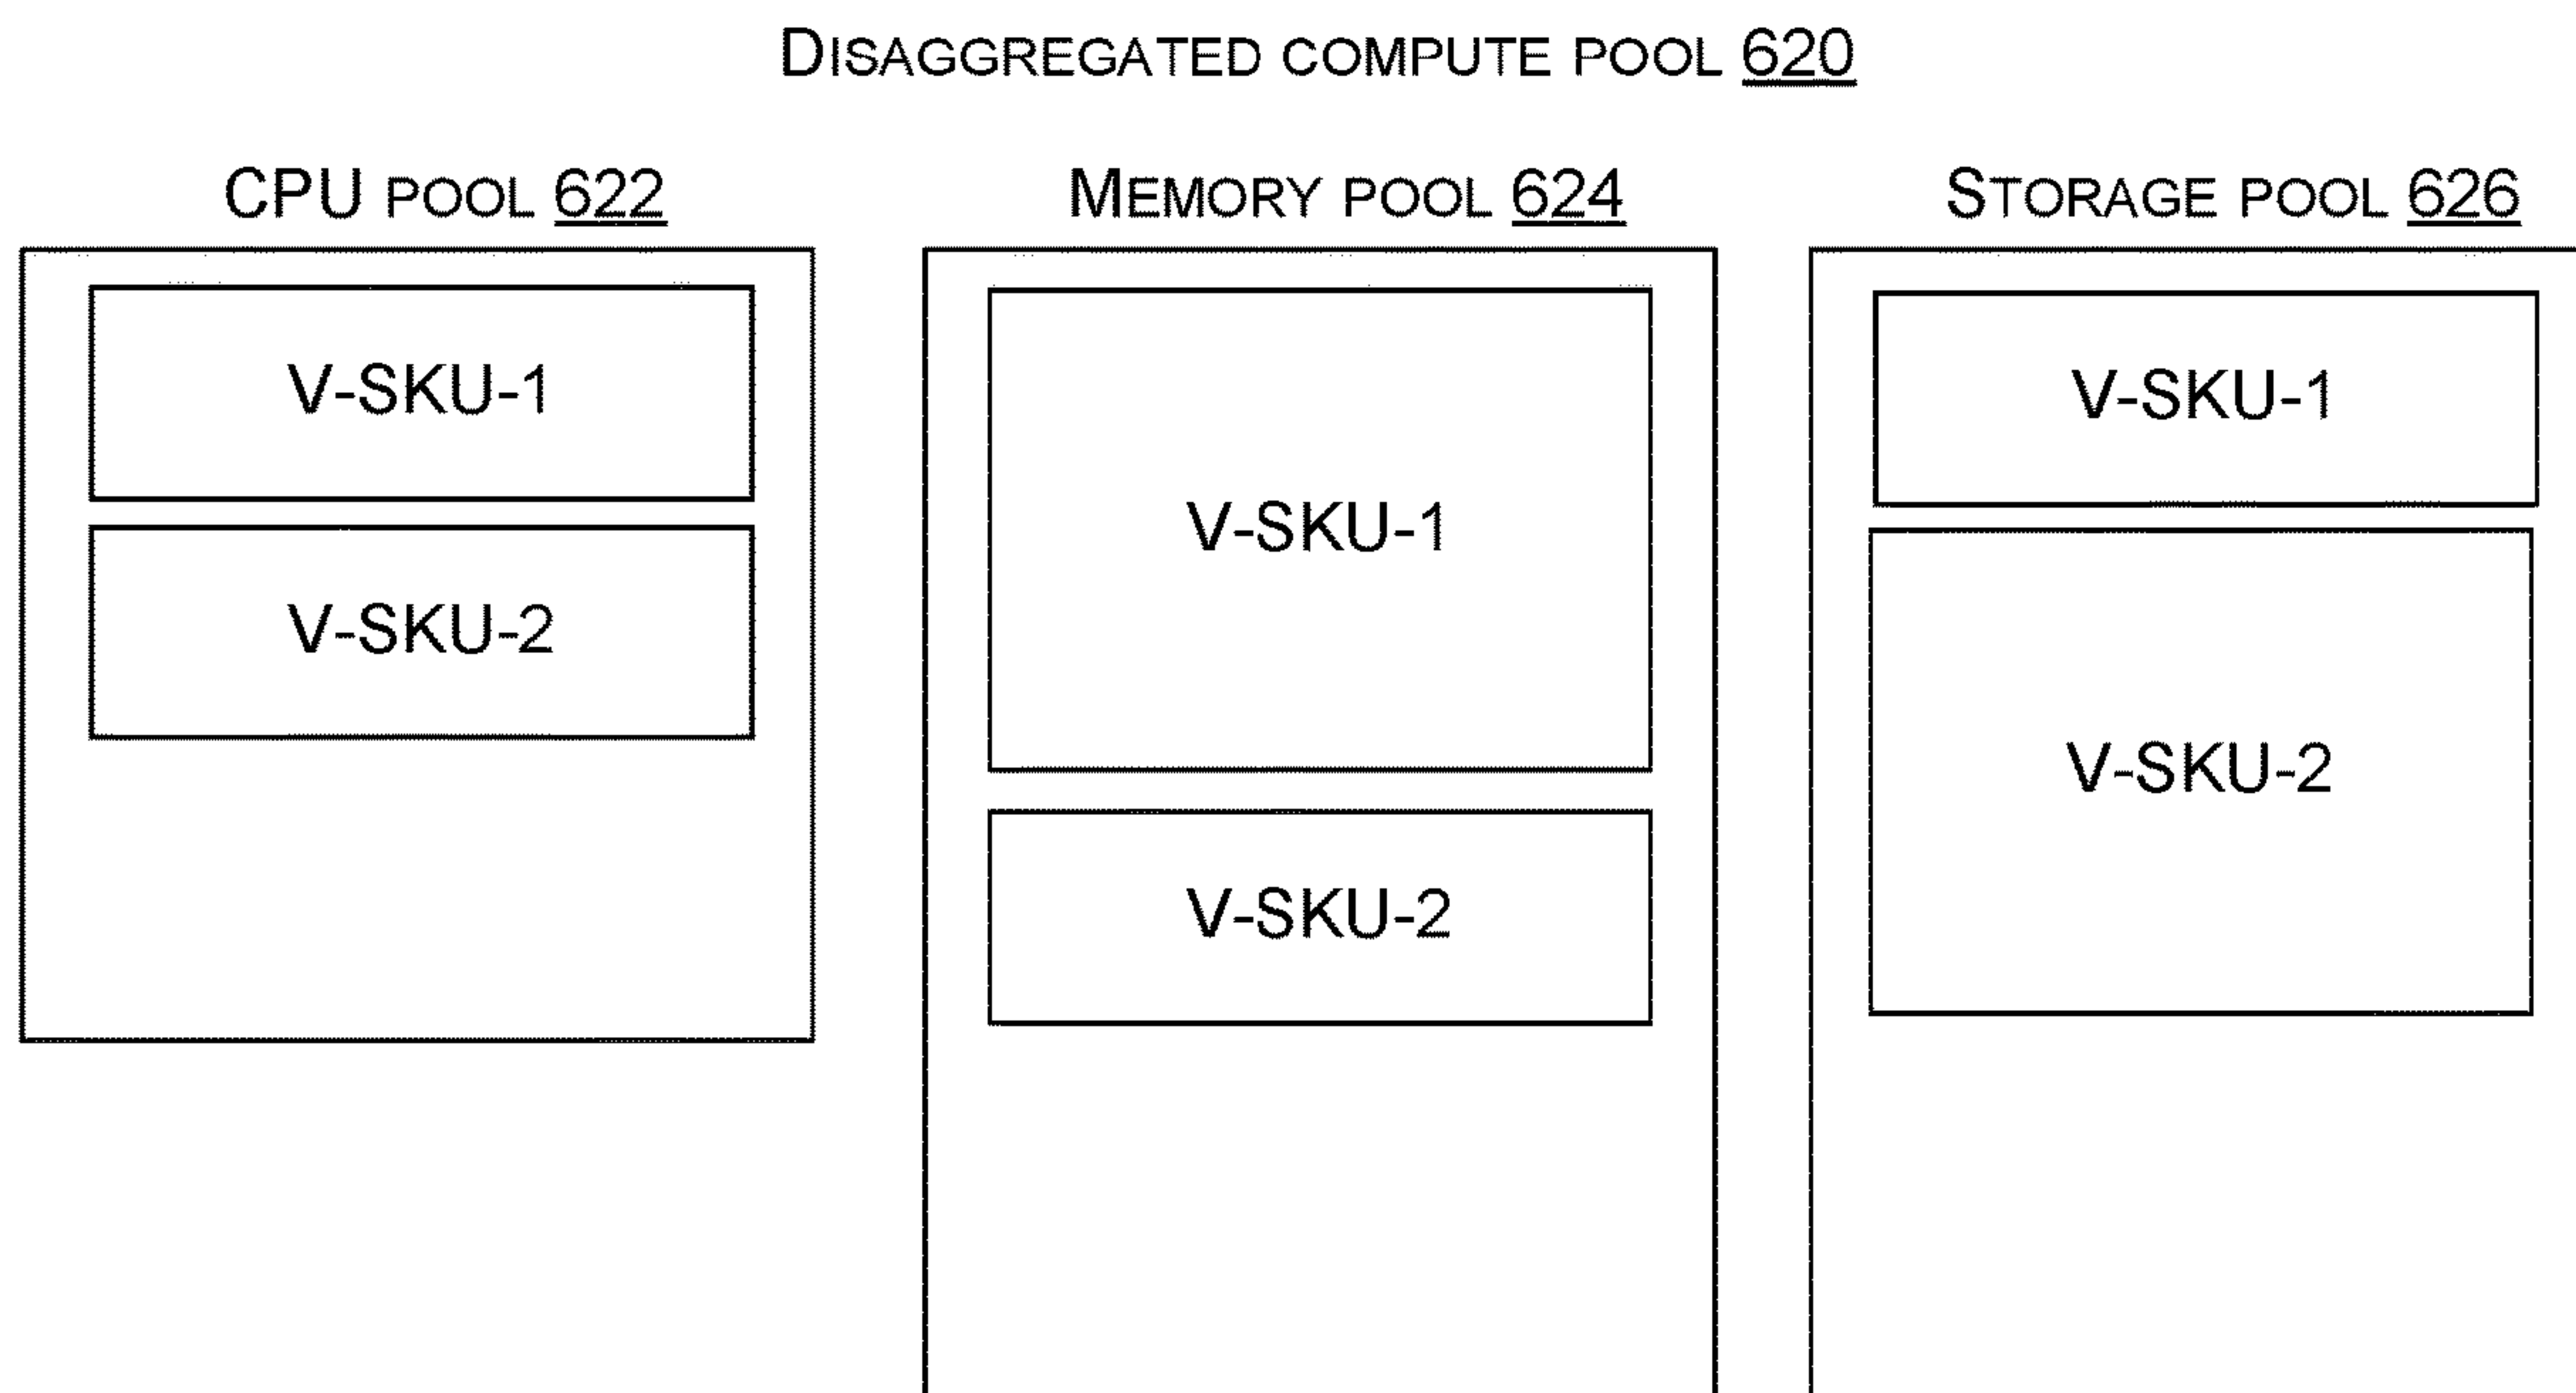 DISAGGREGATED COMPUTE POOL 620
CPU POOL 622
MEMORY POOL 624
STORAGE POOL 626
V-SKU-1
V-SKU-2
V-SKU-1
V-SKU-2
V-SKU-1
V-SKU-2